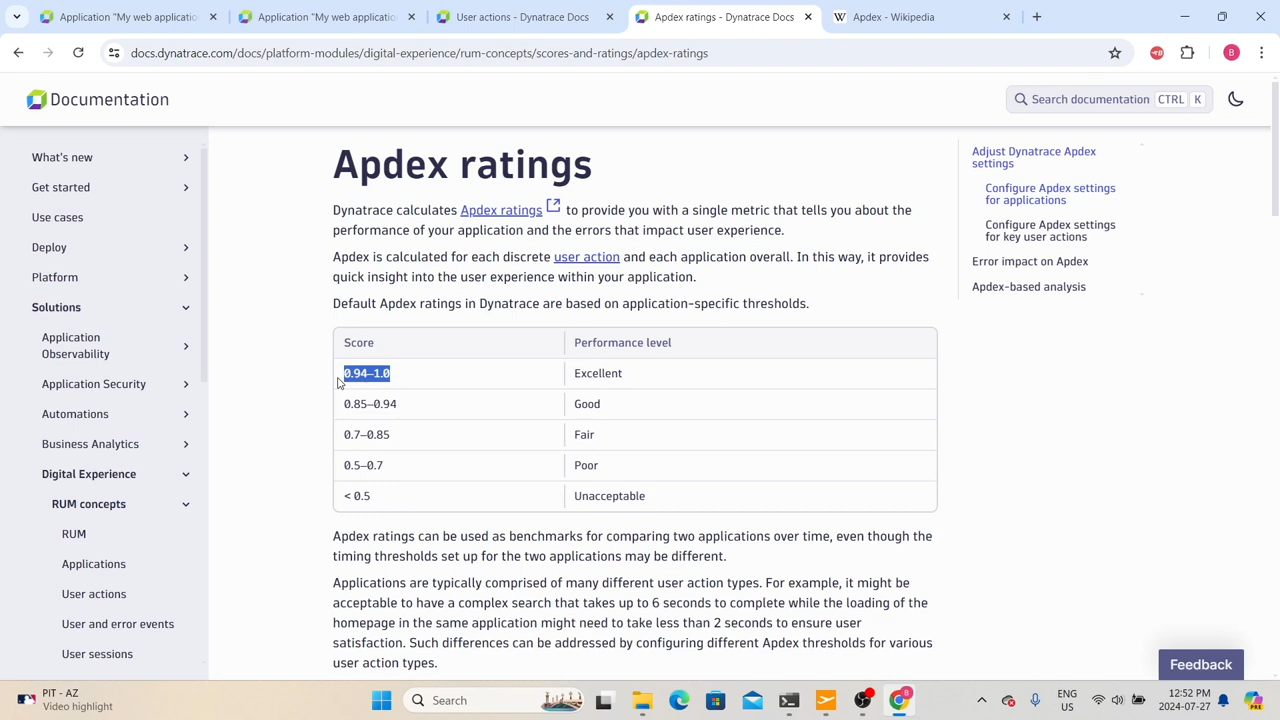 Application "My web applicatio
Application "My web applicatio
User actions - Dynatrace Docs
Apdex ratings - Dynatrace Docs
W Apdex - Wikipedia
docs.dynatrace.com/docs/platform-modules/digital-experience/rum-concepts/scores-and-ratings/apdex-ratings
B
Documentation
Search documentation CTRL K
What's new
Get started
Use cases
Deploy
Platform
Solutions
Application
Observability
Application Security
Automations
Business Analytics
Digital Experience
RUM concepts
RUM
Applications
User actions
User and error events
User sessions
Apdex ratings
Dynatrace calculates Apdex ratings to provide you with a single metric that tells you about the
performance of your application and the errors that impact user experience.
Apdex is calculated for each discrete user action and each application overall. In this way, it provides
quick insight into the user experience within your application.
Default Apdex ratings in Dynatrace are based on application-specific thresholds.
Score Performance level
0.94–1.0 Excellent
0.85–0.94 Good
0.7–0.85 Fair
0.5–0.7 Poor
< 0.5 Unacceptable
Apdex ratings can be used as benchmarks for comparing two applications over time, even though the
timing thresholds set up for the two applications may be different.
Applications are typically comprised of many different user action types. For example, it might be
acceptable to have a complex search that takes up to 6 seconds to complete while the loading of the
homepage in the same application might need to take less than 2 seconds to ensure user
satisfaction. Such differences can be addressed by configuring different Apdex thresholds for various
user action types.
Adjust Dynatrace Apdex
settings
Configure Apdex settings
for applications
Configure Apdex settings
for key user actions
Error impact on Apdex
Apdex-based analysis
Feedback
PIT - AZ
Video highlight
Search
ENG
US
12:52 PM
2024-07-27